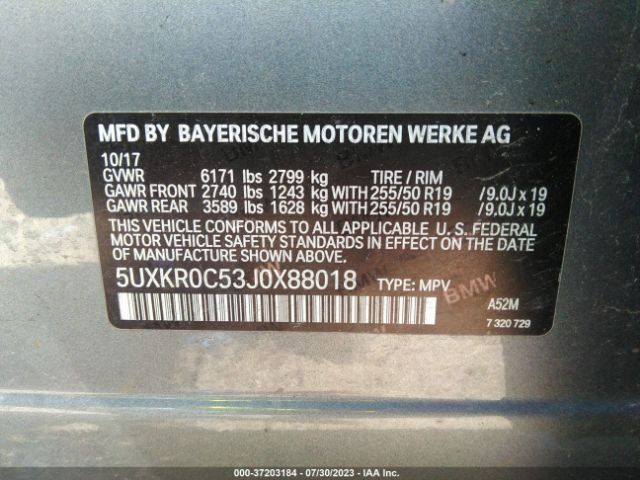 MFD BY BAYERISCHE MOTOREN WERKE AG
10/17
GVWR 6171 lbs 2799 kg TIRE / RIM
GAWR FRONT 2740 lbs 1243 kg WITH 255/50 R19 /9.0J x 19
GAWR REAR 3589 lbs 1628 kg WITH 255/50 R19 /9.0J x 19
THIS VEHICLE CONFORMS TO ALL APPLICABLE U. S. FEDERAL
MOTOR VEHICLE SAFETY STANDARDS IN EFFECT ON THE
DATE OF MANUFACTURE SHOWN ABOVE.
5UXKR0C53J0X88018 TYPE: MPV
BMW
A52M
7 320 729
000-37203184 - 07/30/2023 - IAA Inc.